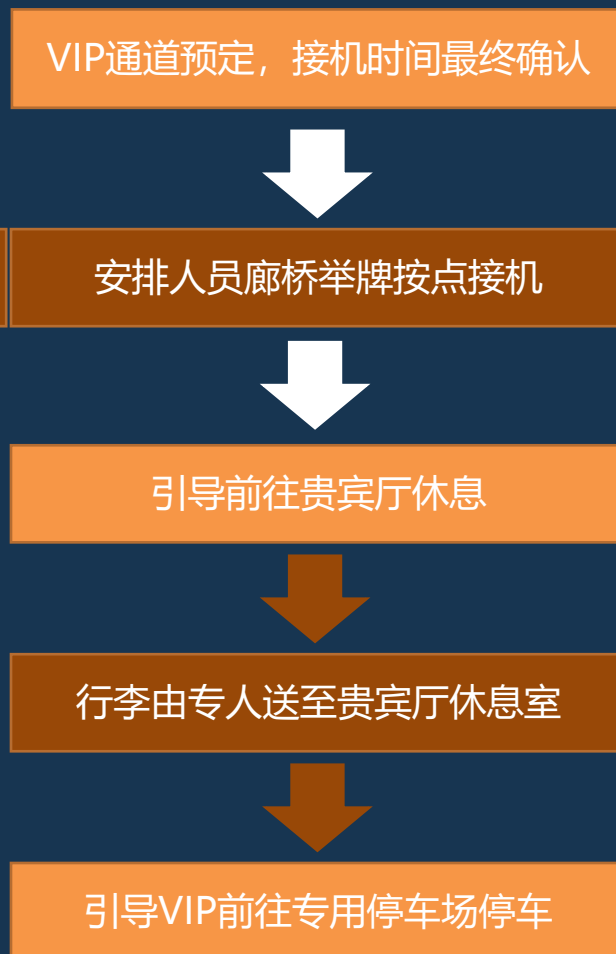 VIP通道预定，接机时间最终确认
安排人员廊桥举牌按点接机
引导前往贵宾厅休息
行李由专人送至贵宾厅休息室
引导VIP前往专用停车场停车